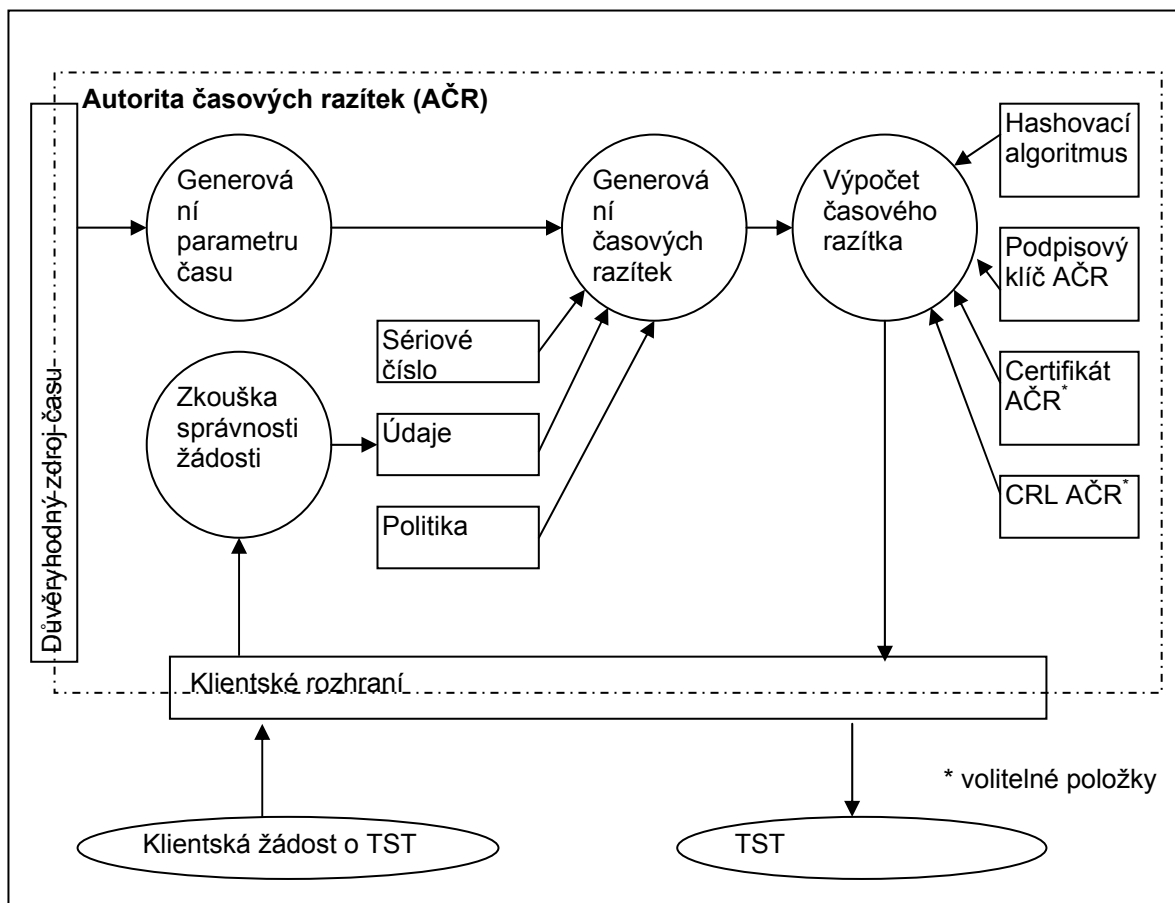 Autorita časových razítek (AČR)
Důvěryhodný zdroj času
Generová
ní
parametru
času
Generová
ní
časových
razítek
Výpočet
časového
razítka
Hashovací
algoritmus
Podpisový
klíč AČR
Certifikát
AČR*
CRL AČR*
Sériové
číslo
Zkouška
správnosti
žádosti
Údaje
Politika
Klientské rozhraní
* volitelné položky
Klientská žádost o TST
TST